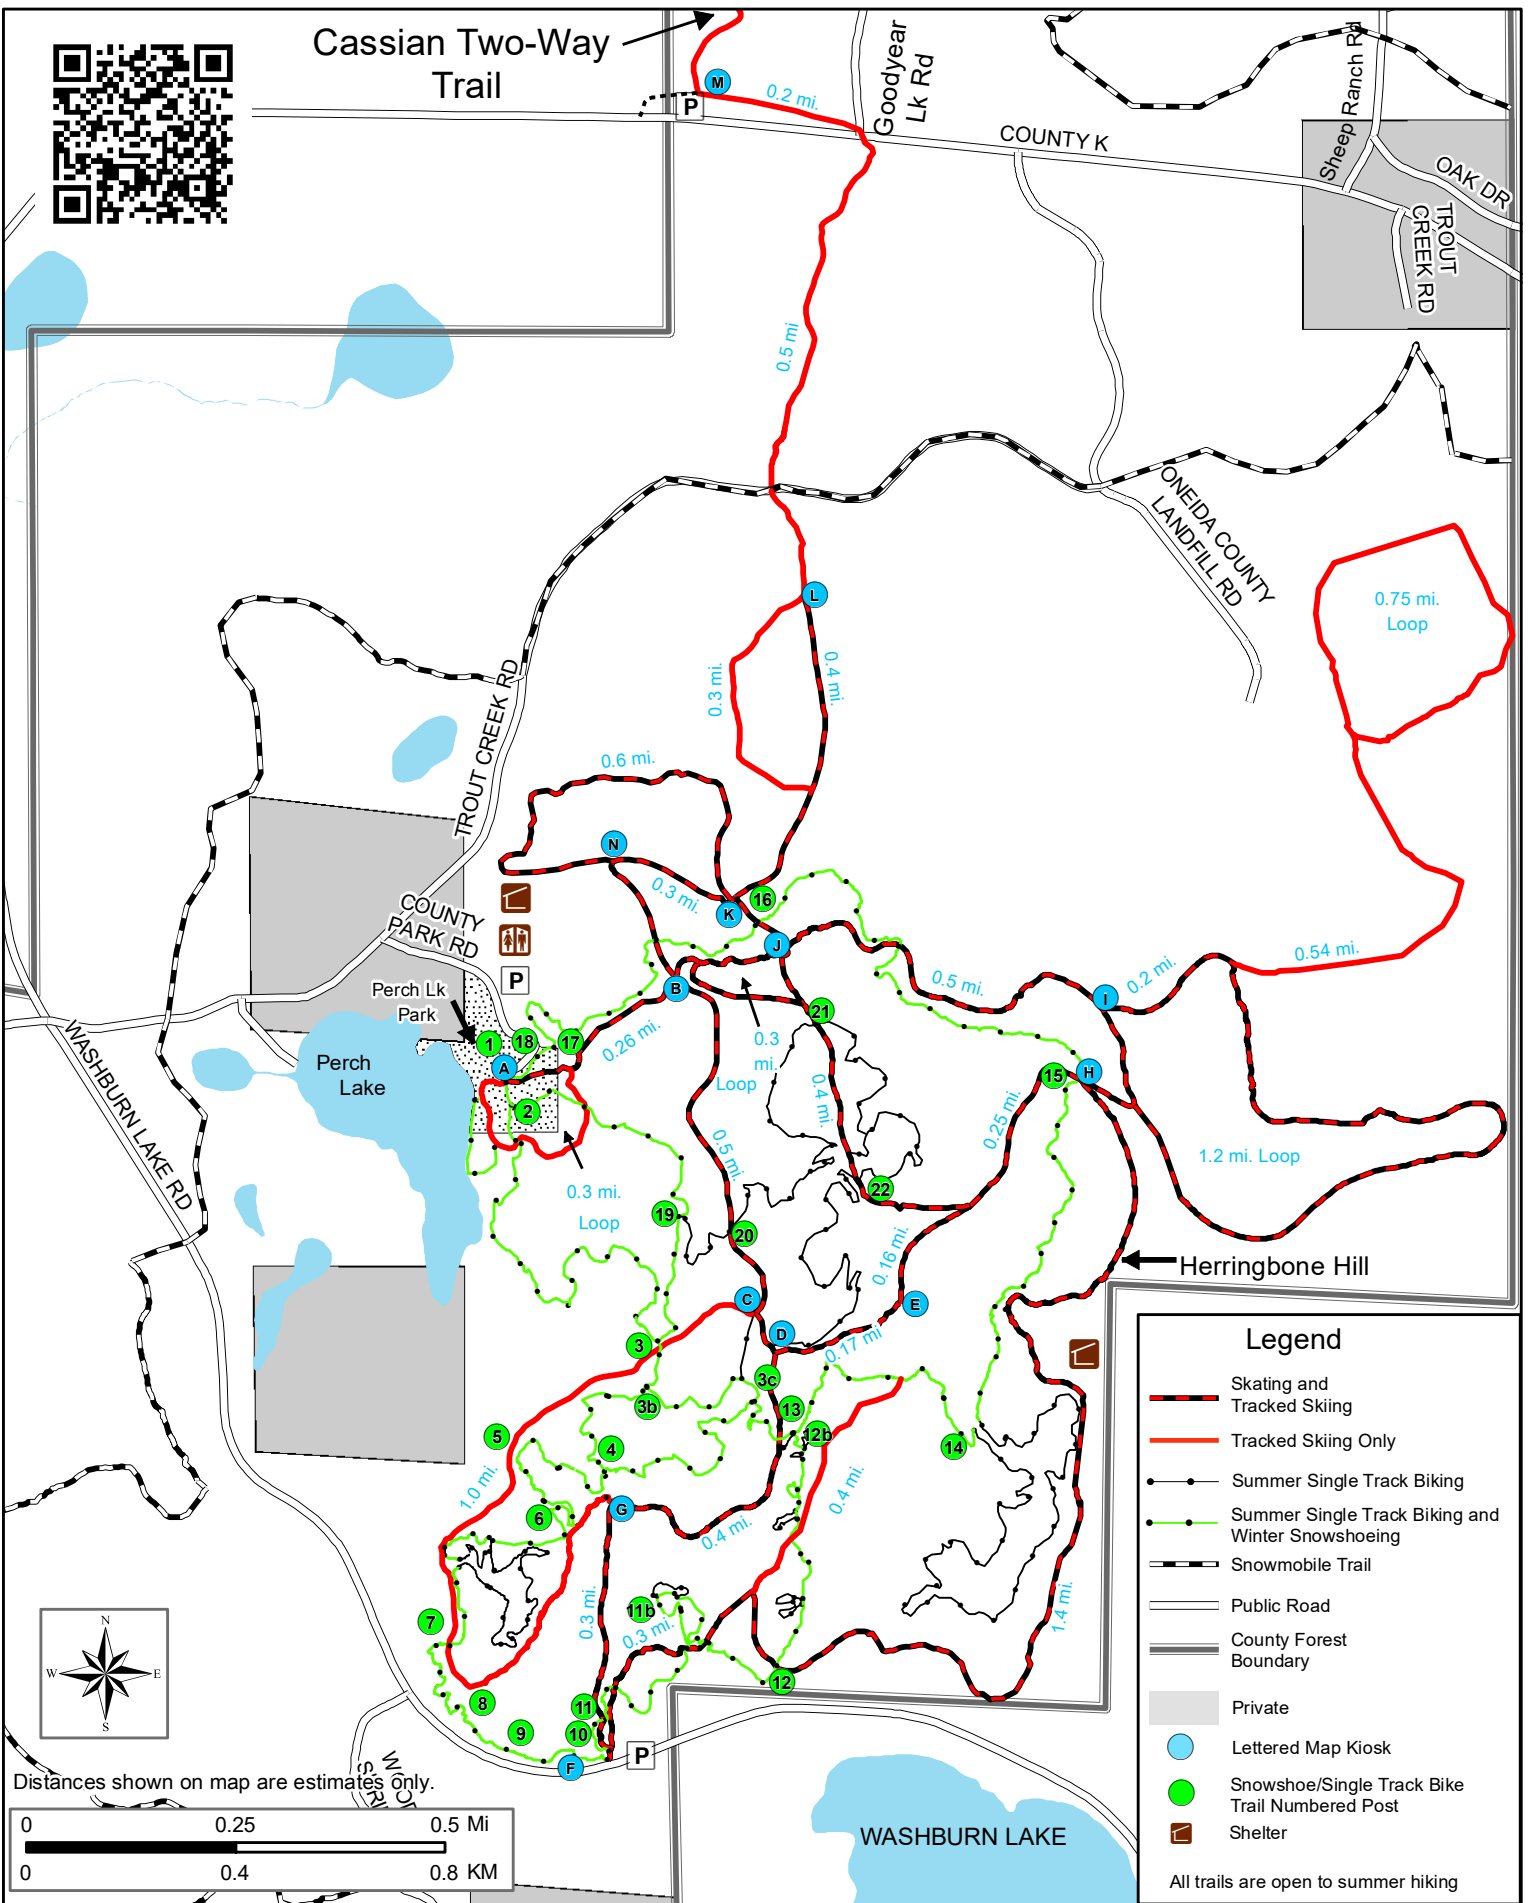 Cassian Two-Way
Trail
M
P
0.2 mi.
Goodyear
Lk Rd
COUNTY K
Sheep Ranch Rd
OAK DR
TROUT
CREEK RD
0.5 mi
ONEIDA COUNTY
LANDFILL RD
L
0.75 mi.
Loop
0.3 mi.
0.4 mi.
TROUT CREEK RD
0.6 mi.
N
0.3 mi.
K
16
COUNTY
PARK RD
J
P
B
0.5 mi.
0.2 mi.
0.54 mi.
I
Perch Lk
Park
1
18
17
A
2
0.26 mi.
21
0.3
mi.
Loop
Perch
Lake
WASHBURN LAKE RD
0.4 mi.
15
H
0.25 mi.
1.2 mi. Loop
0.5 mi.
0.3 mi.
Loop
19
20
22
0.16 mi.
Herringbone Hill
C
D
E
0.17 mi
3
3c
3b
13
12b
5
4
14
1.0 mi.
0.4 mi.
6
G
0.4 mi.
7
0.3 mi.
11b
0.3 mi.
1.4 mi.
12
8
11
9
10
F
P
N
W
E
S
WASHBURN LAKE
Distances shown on map are estimates only.
0
0.25
0.5 Mi
0
0.4
0.8 KM
Legend
Skating and
Tracked Skiing
Tracked Skiing Only
Summer Single Track Biking
Summer Single Track Biking and
Winter Snowshoeing
Snowmobile Trail
Public Road
County Forest
Boundary
Private
Lettered Map Kiosk
Snowshoe/Single Track Bike
Trail Numbered Post
Shelter
All trails are open to summer hiking